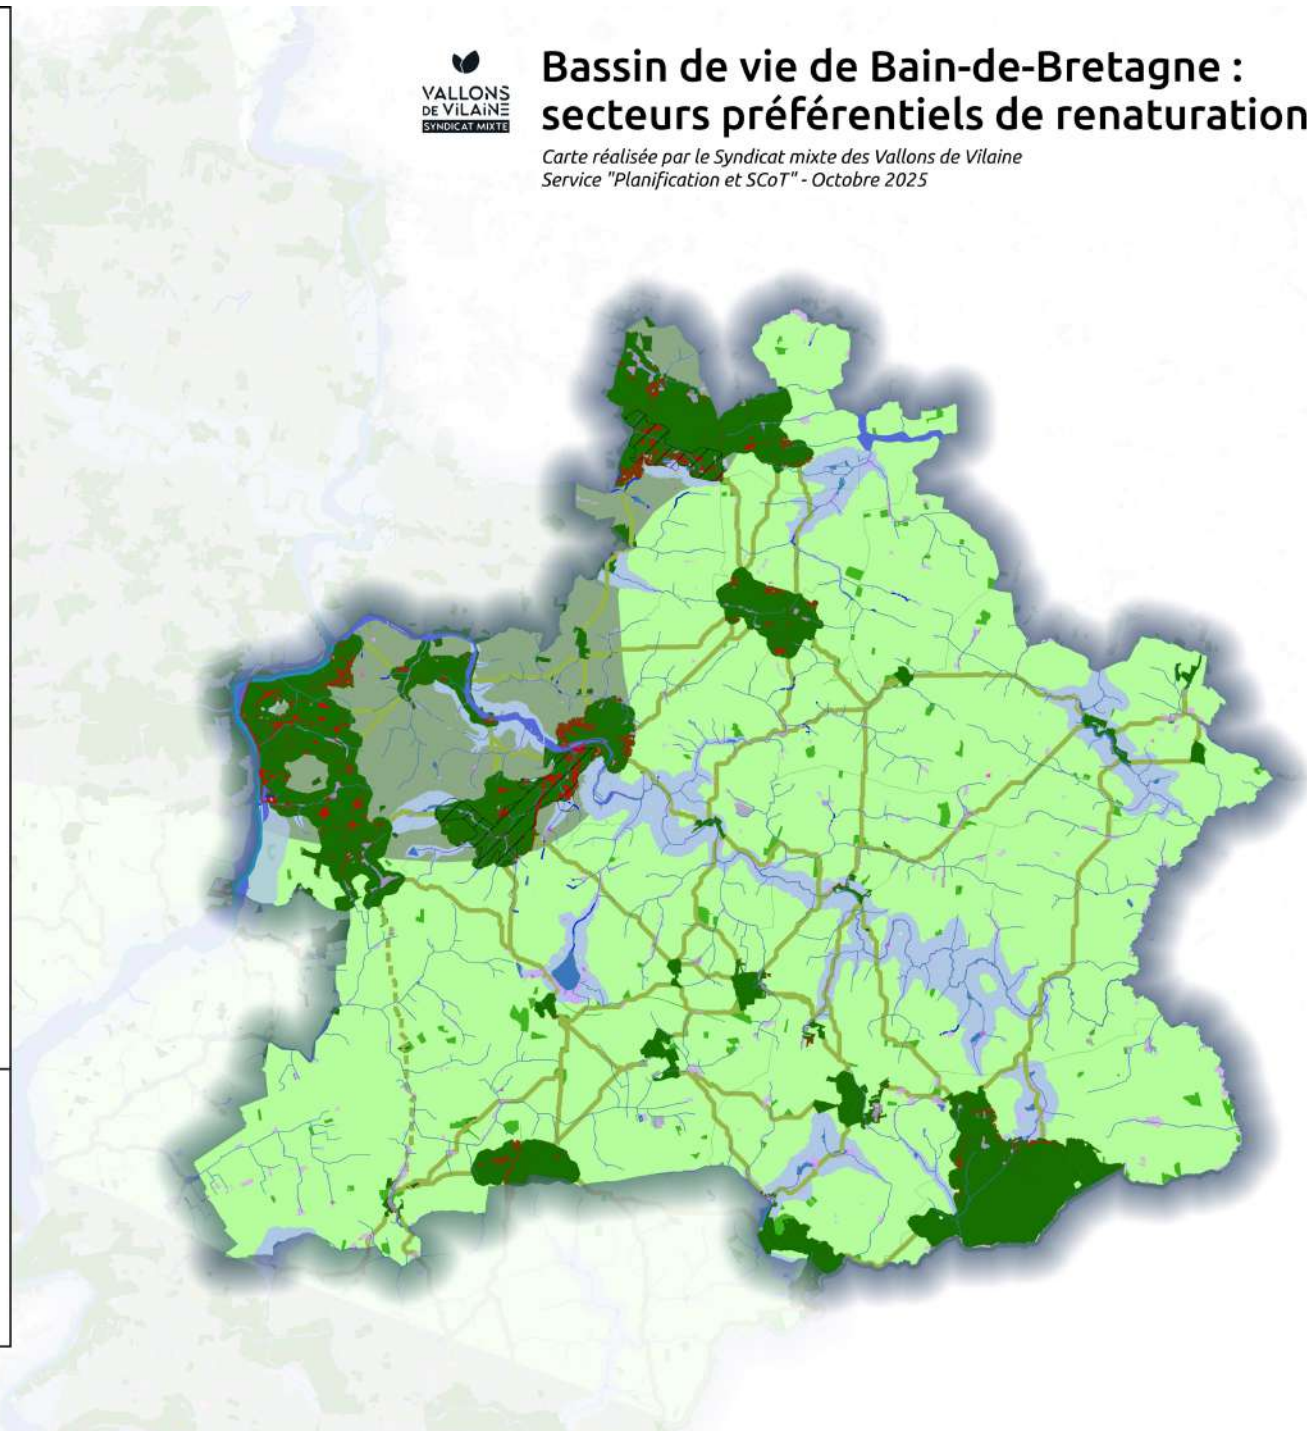 VALLONS
DE VILAINE
SYNDICAT MIXTE
Bassin de vie de Bain-de-Bretagne :
secteurs préférentiels de renaturation
Carte réalisée par le Syndicat mixte des Vallons de Vilaine
Service "Planification et SCoT" - Octobre 2025